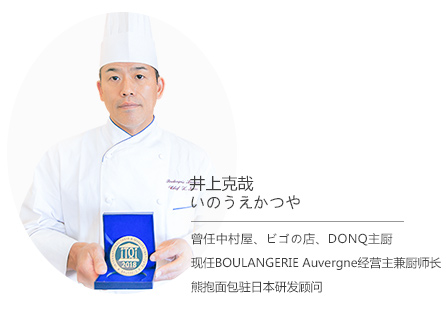 2018
井上克哉
いのうえかつや
曾任中村屋、ビゴの店、DONQ主厨
现任BOULANGERIE Auvergne经营主兼厨师长
熊抱面包驻日本研发顾问